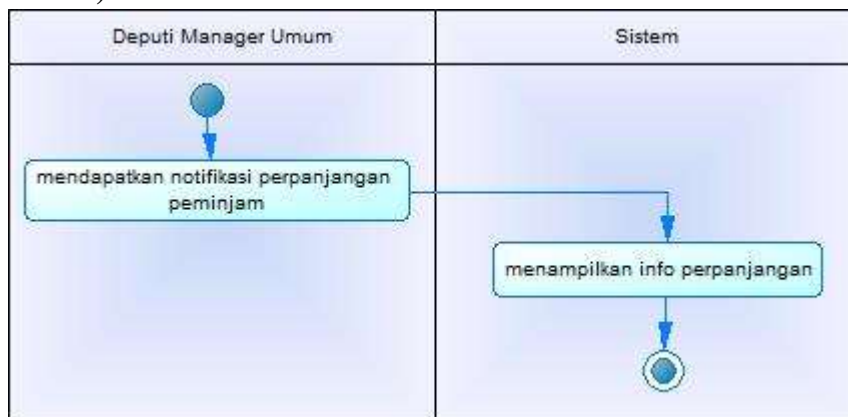 Deputi Manager Umum
Sistem
mendapatkan notifikasi perpanjangan
peminjam
menampilkan info perpanjangan